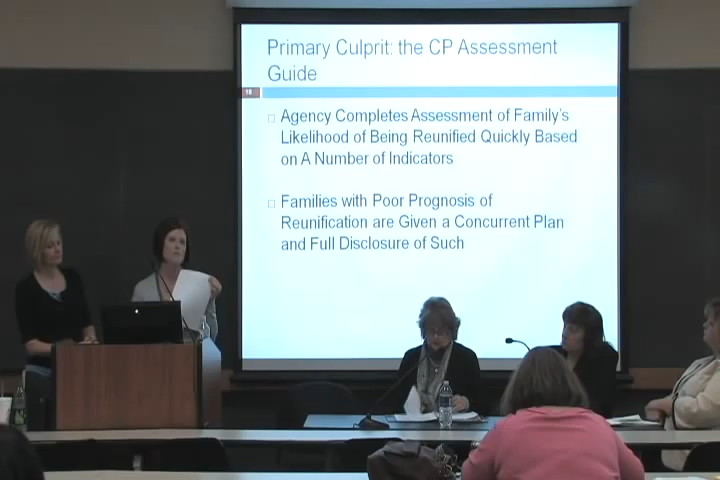 Primary Culprit: the CP Assessment
Guide
18
Agency Completes Assessment of Family's
Likelihood of Being Reunified Quickly Based
on A Number of Indicators
Families with Poor Prognosis of
Reunification are Given a Concurrent Plan
and Full Disclosure of Such